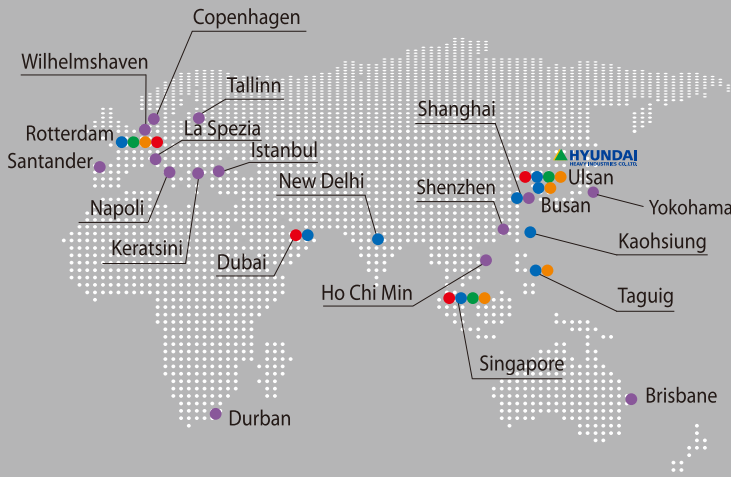 Copenhagen
Wilhelmshaven
Tallinn
Shanghai
Rotterdam
La Spezia
Istanbul
Santander
HYUNDAI
HEAVY INDUSTRIES CO.,LTD.
New Delhi
Shenzhen
Ulsan
Busan
Yokohama
Napoli
Keratsini
Dubai
Kaohsiung
Ho Chi Min
Taguig
Singapore
Brisbane
Durban